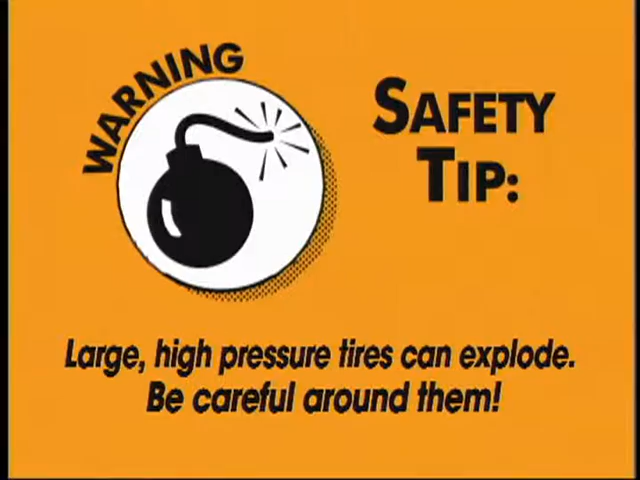 WARNING
SAFETY
TIP:
Large, high pressure tires can explode.
Be careful around them!